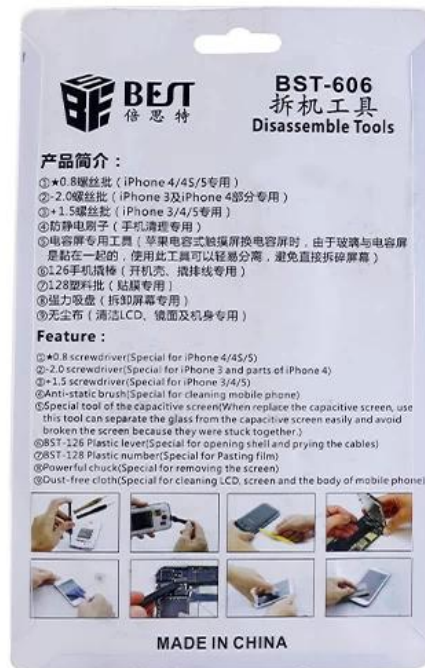 BEST
倍思特
BST-606
拆机工具
Disassemble Tools
产品简介：
①★0.8螺丝批（iPhone 4/4S/5专用）
②-2.0螺丝批（iPhone 3及iPhone 4部分专用）
③+1.5螺丝批（iPhone 3/4/5专用）
④防静电刷子（手机清理专用）
⑤电容屏专用工具（苹果电容式触摸屏换电容屏时，由于玻璃与电容屏
是黏在一起的，使用此工具可以轻易分离，避免直接拆碎屏幕）
⑥126手机撬棒（开机壳、撬排线专用）
⑦128塑料批（贴膜专用）
⑧强力吸盘（拆卸屏幕专用）
⑨无尘布（清洁LCD、镜面及机身专用）
Feature：
①★0.8 screwdriver(Special for iPhone 4/4S/5)
②-2.0 screwdriver(Special for iPhone 3 and parts of iPhone 4)
③+1.5 screwdriver(Special for iPhone 3/4/5)
④Anti-static brush(Special for cleaning mobile phone)
⑤Special tool of the capacitive screen(When replace the capacitive screen, use
this tool can separate the glass from the capacitive screen easily and avoid
broken the screen because they were stuck together.)
⑥BST-126 Plastic lever(Special for opening shell and prying the cables)
⑦BST-128 Plastic number(Special for Pasting film)
⑧Powerful chuck(Special for removing the screen)
⑨Dust-free cloth(Special for cleaning LCD, screen and the body of mobile phone)
MADE IN CHINA